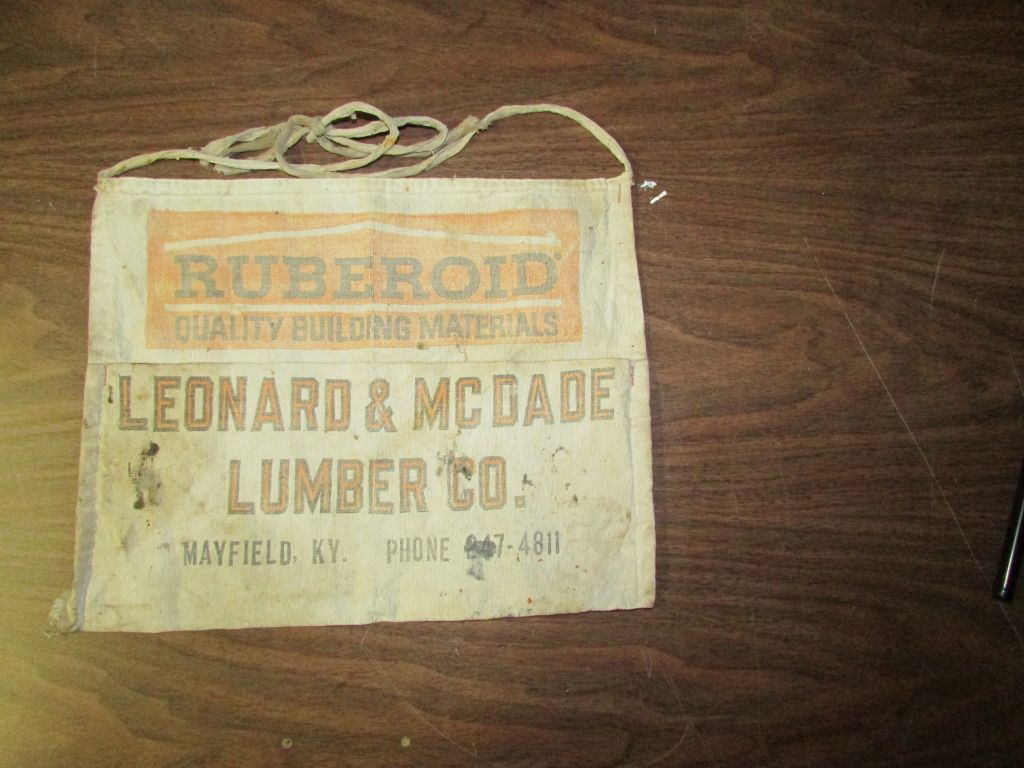 RUBEROID
QUALITY BUILDING MATERIALS
LEONARD & MCDADE
LUMBER CO.
MAYFIELD, KY. PHONE 247-4811